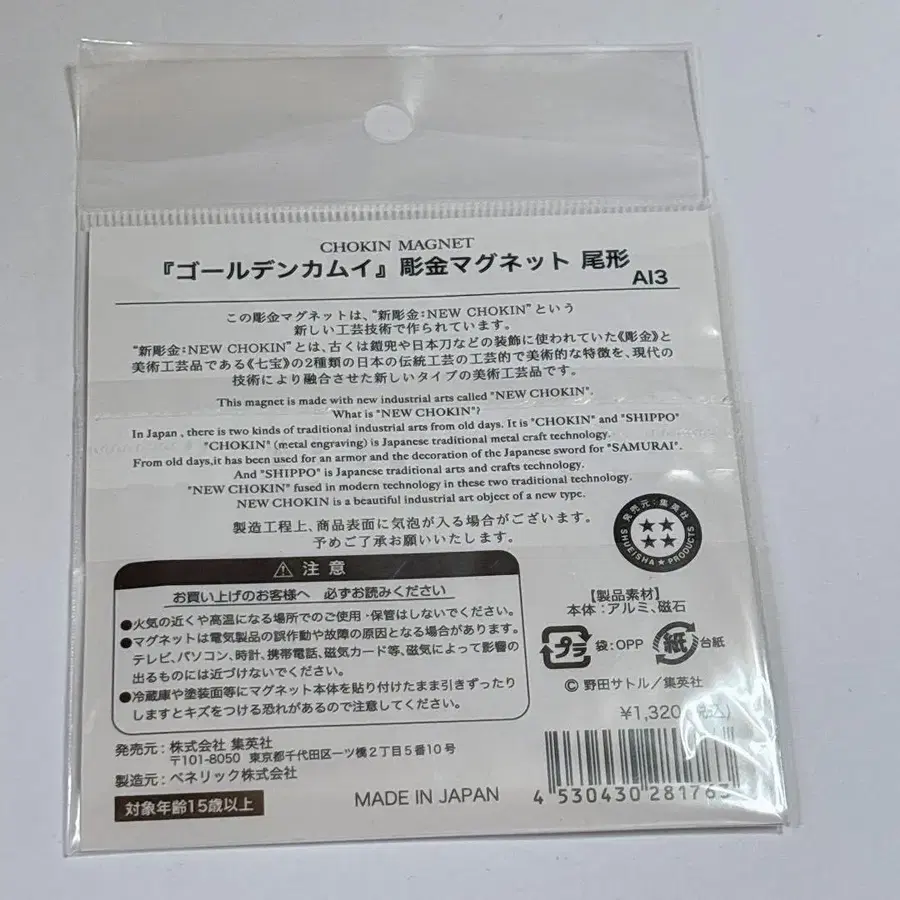 CHOKIN MAGNET
『ゴールデンカムイ』彫金マグネット 尾形
AI3
この彫金マグネットは、“新彫金：NEW CHOKIN”という
新しい工芸技術で作られています。
“新彫金：NEW CHOKIN”とは、古くは鎧兜や日本刀などの装飾に使われていた《彫金》と
美術工芸品である《七宝》の2種類の日本の伝統工芸の工芸的で美術的な特徴を、現代の
技術により融合させた新しいタイプの美術工芸品です。
This magnet is made with new industrial arts called "NEW CHOKIN".
What is "NEW CHOKIN"?
In Japan , there is two kinds of traditional industrial arts from old days. It is "CHOKIN" and "SHIPPO"
"CHOKIN" (metal engraving) is Japanese traditional metal craft technology.
From old days,it has been used for an armor and the decoration of the Japanese sword for "SAMURAI".
And "SHIPPO" is Japanese traditional arts and crafts technology.
"NEW CHOKIN" fused in modern technology in these two traditional technology.
NEW CHOKIN is a beautiful industrial art object of a new type.
製造工程上、商品表面に気泡が入る場合がございます。
予めご了承お願いいたします。
発売元：集英社
SHUEISHA★PRODUCTS
⚠ 注意
お買い上げのお客様へ 必ずお読みください
●火気の近くや高温になる場所でのご使用・保管はしないでください。
●マグネットは電気製品の誤作動や故障の原因となる場合があります。
テレビ、パソコン、時計、携帯電話、磁気カード等、磁気によって影響の
出るものには近づけないでください。
●冷蔵庫や塗装面等にマグネット本体を貼り付けたまま引きずったり
しますとキズをつける恐れがあるので注意してください。
【製品素材】
本体：アルミ、磁石
プラ 袋：OPP 紙 台紙
© 野田サトル／集英社
¥1,320(税込)
発売元：株式会社 集英社
〒101-8050 東京都千代田区一ツ橋2丁目5番10号
製造元：ベネリック株式会社
対象年齢15歳以上
MADE IN JAPAN
4 530430 281763